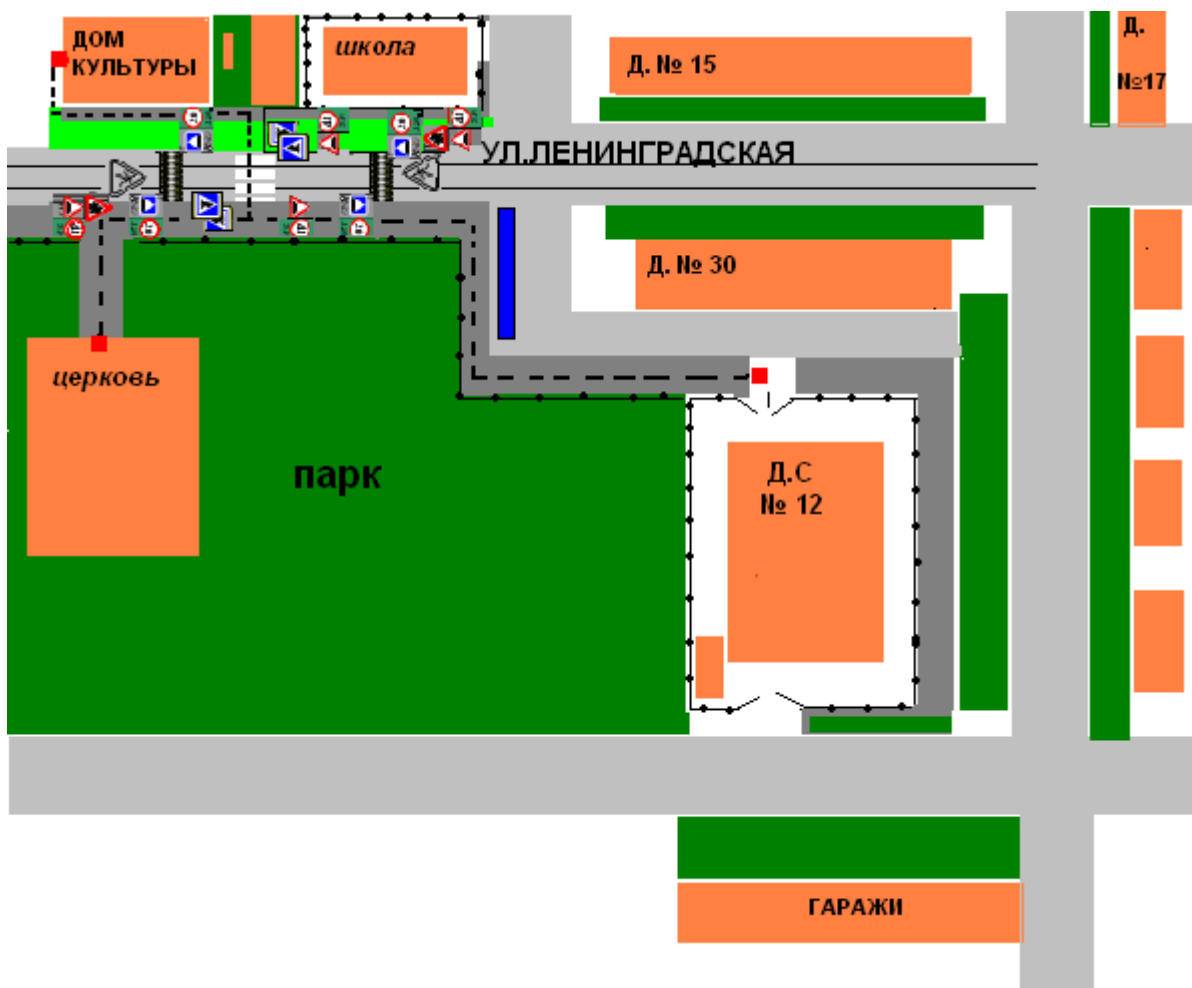 ДОМ
КУЛЬТУРЫ
школа
Д. № 15
Д.
№17
УЛ.ЛЕНИНГРАДСКАЯ
Д. № 30
церковь
парк
Д.С
№ 12
ГАРАЖИ